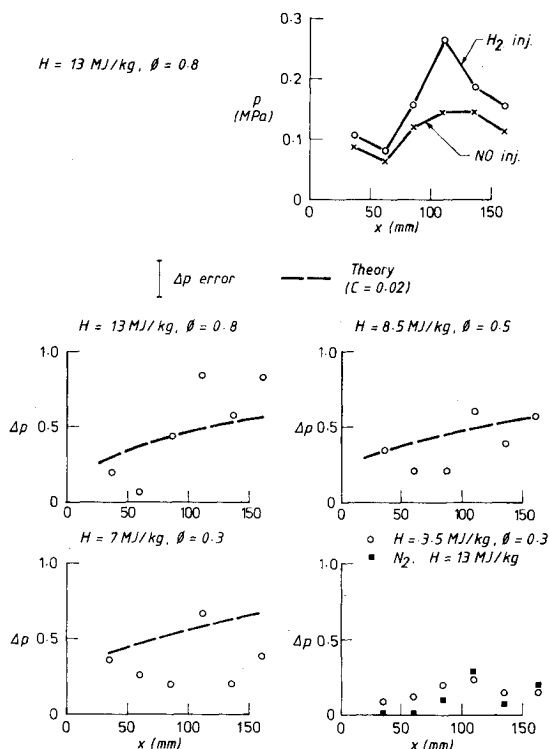 H = 13 MJ/kg, Ø = 0.8
p
(MPa)
0.3
0.2
0.1
0
H2 inj.
NO inj.
0 50 100 150
x (mm)
Δp error
Theory
(C = 0.02)
H = 13 MJ/kg, Ø = 0.8
Δp
1.0
0.5
0
0 50 100 150
H = 8.5 MJ/kg, Ø = 0.5
Δp
1.0
0.5
0
0 50 100 150
H = 7 MJ/kg, Ø = 0.3
Δp
1.0
0.5
0
0 50 100 150
x (mm)
H = 3.5 MJ/kg, Ø = 0.3
N2. H = 13 MJ/kg
Δp
1.0
0.5
0
0 50 100 150
x (mm)